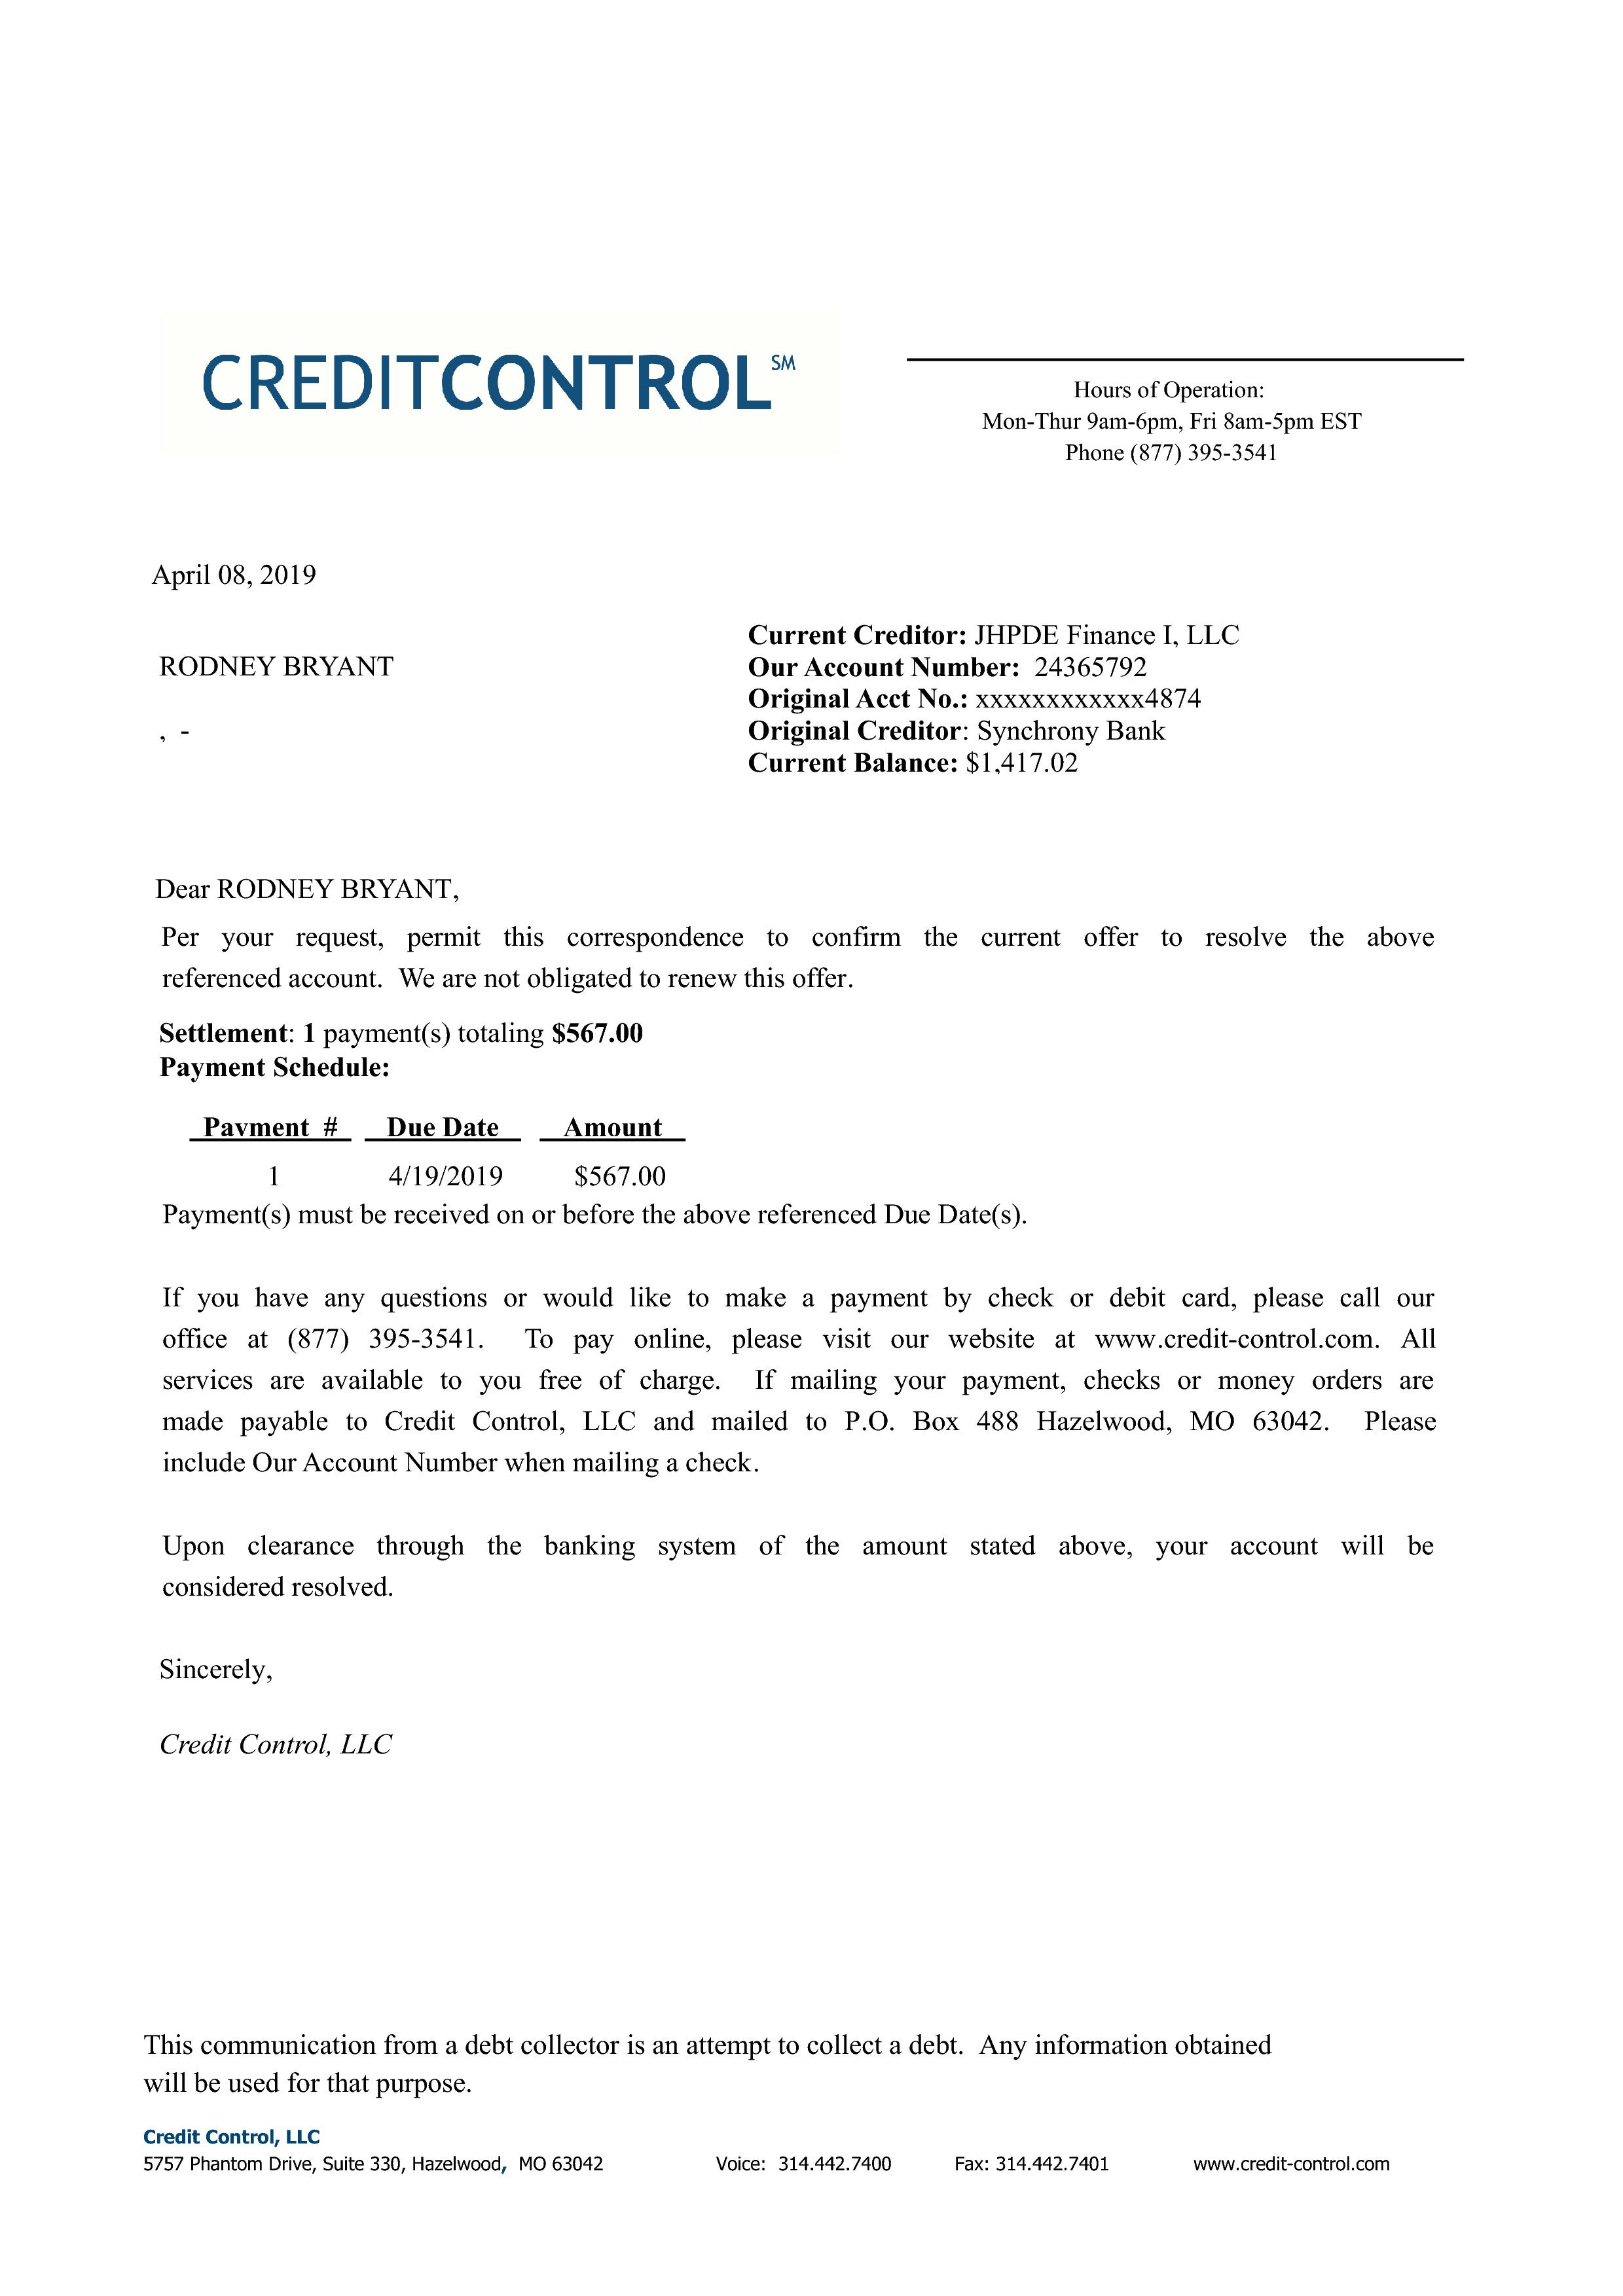 CREDITCONTROL SM
Hours of Operation:
Mon-Thur 9am-6pm, Fri 8am-5pm EST
Phone (877) 395-3541
April 08, 2019
RODNEY BRYANT
, -
Current Creditor: JHPDE Finance I, LLC
Our Account Number: 24365792
Original Acct No.: xxxxxxxxxxxx4874
Original Creditor: Synchrony Bank
Current Balance: $1,417.02
Dear RODNEY BRYANT,
Per your request, permit this correspondence to confirm the current offer to resolve the above
referenced account. We are not obligated to renew this offer.
Settlement: 1 payment(s) totaling $567.00
Payment Schedule:
Payment # Due Date Amount
1 4/19/2019 $567.00
Payment(s) must be received on or before the above referenced Due Date(s).
If you have any questions or would like to make a payment by check or debit card, please call our
office at (877) 395-3541. To pay online, please visit our website at www.credit-control.com. All
services are available to you free of charge. If mailing your payment, checks or money orders are
made payable to Credit Control, LLC and mailed to P.O. Box 488 Hazelwood, MO 63042. Please
include Our Account Number when mailing a check.
Upon clearance through the banking system of the amount stated above, your account will be
considered resolved.
Sincerely,
Credit Control, LLC
This communication from a debt collector is an attempt to collect a debt. Any information obtained
will be used for that purpose.
Credit Control, LLC
5757 Phantom Drive, Suite 330, Hazelwood, MO 63042 Voice: 314.442.7400 Fax: 314.442.7401 www.credit-control.com